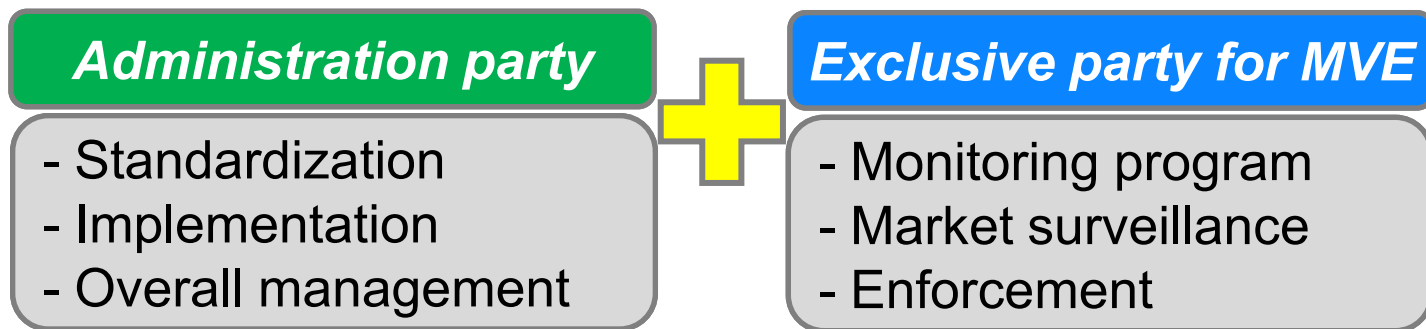 Administration party
- Standardization
- Implementation
- Overall management
Exclusive party for MVE
- Monitoring program
- Market surveillance
- Enforcement